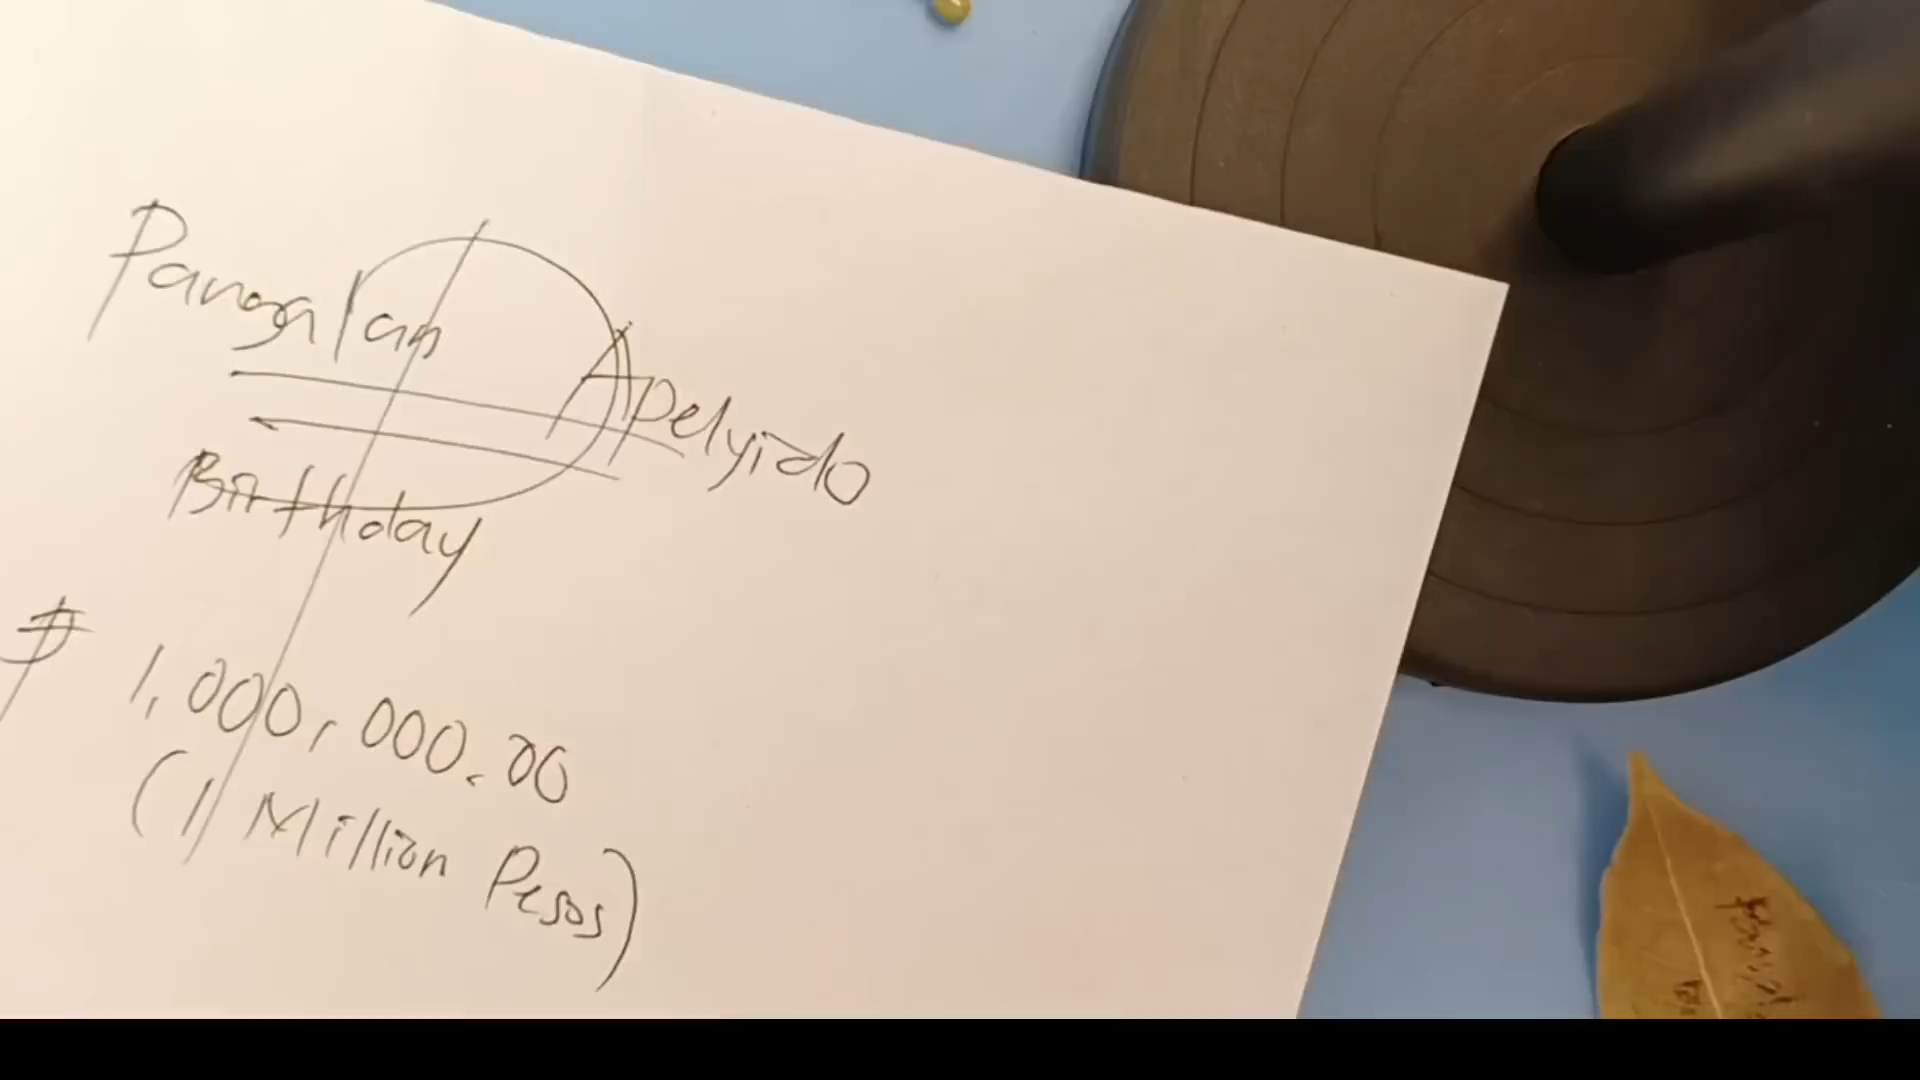 Pangalan Apelyido
Birthday
₱ 1,000,000.00
(1 Million Pesos)